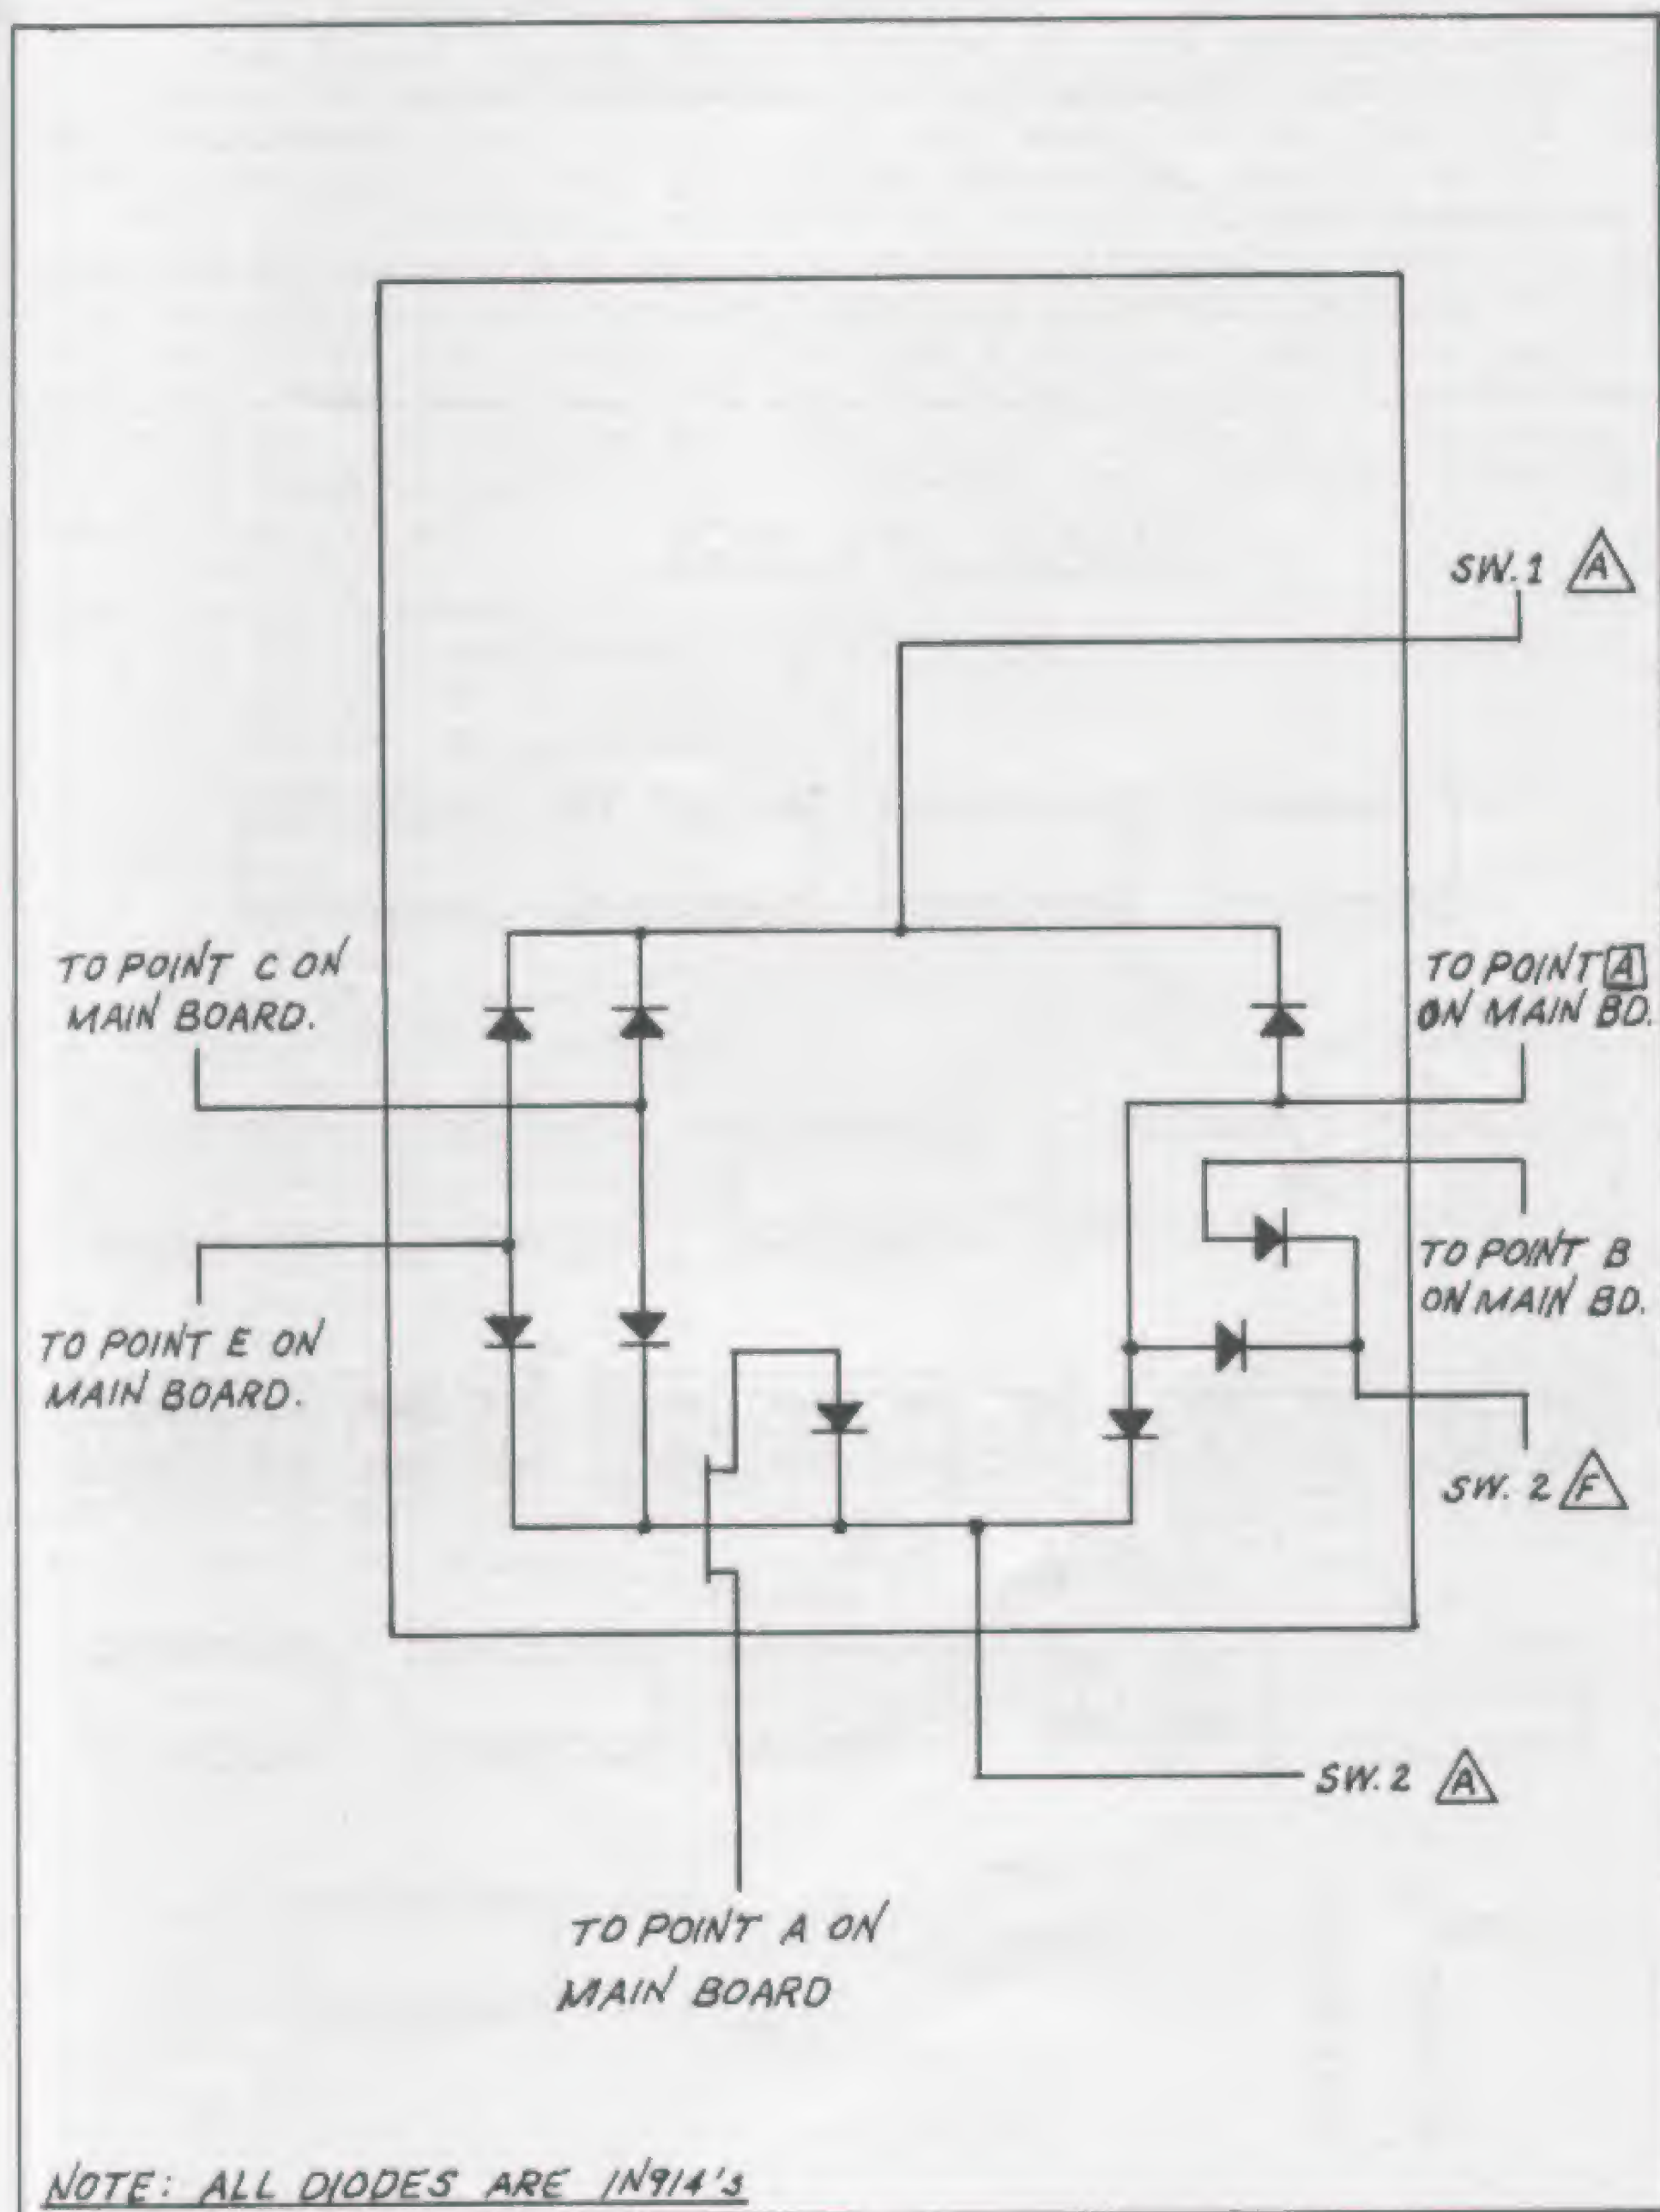 SW.1 A
TO POINT C ON
MAIN BOARD.
TO POINT A
ON MAIN BD.
TO POINT B
ON MAIN BD.
TO POINT E ON
MAIN BOARD.
SW. 2 F
SW.2 A
TO POINT A ON
MAIN BOARD
NOTE: ALL DIODES ARE IN914's